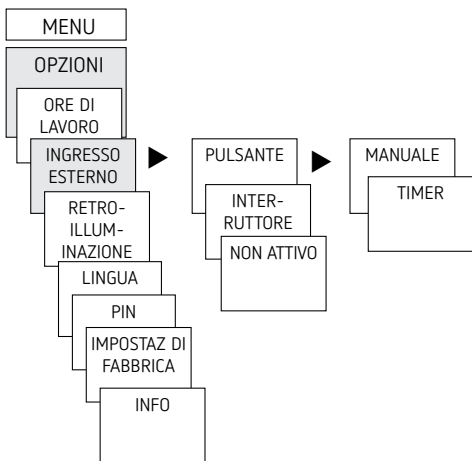 MENU
OPZIONI
ORE DI
LAVORO
INGRESSO
ESTERNO
RETRO-
ILLUM-
INAZIONE
LINGUA
PIN
IMPOSTAZ DI
FABBRICA
INFO
PULSANTE
INTER-
RUTTORE
NON ATTIVO
MANUALE
TIMER